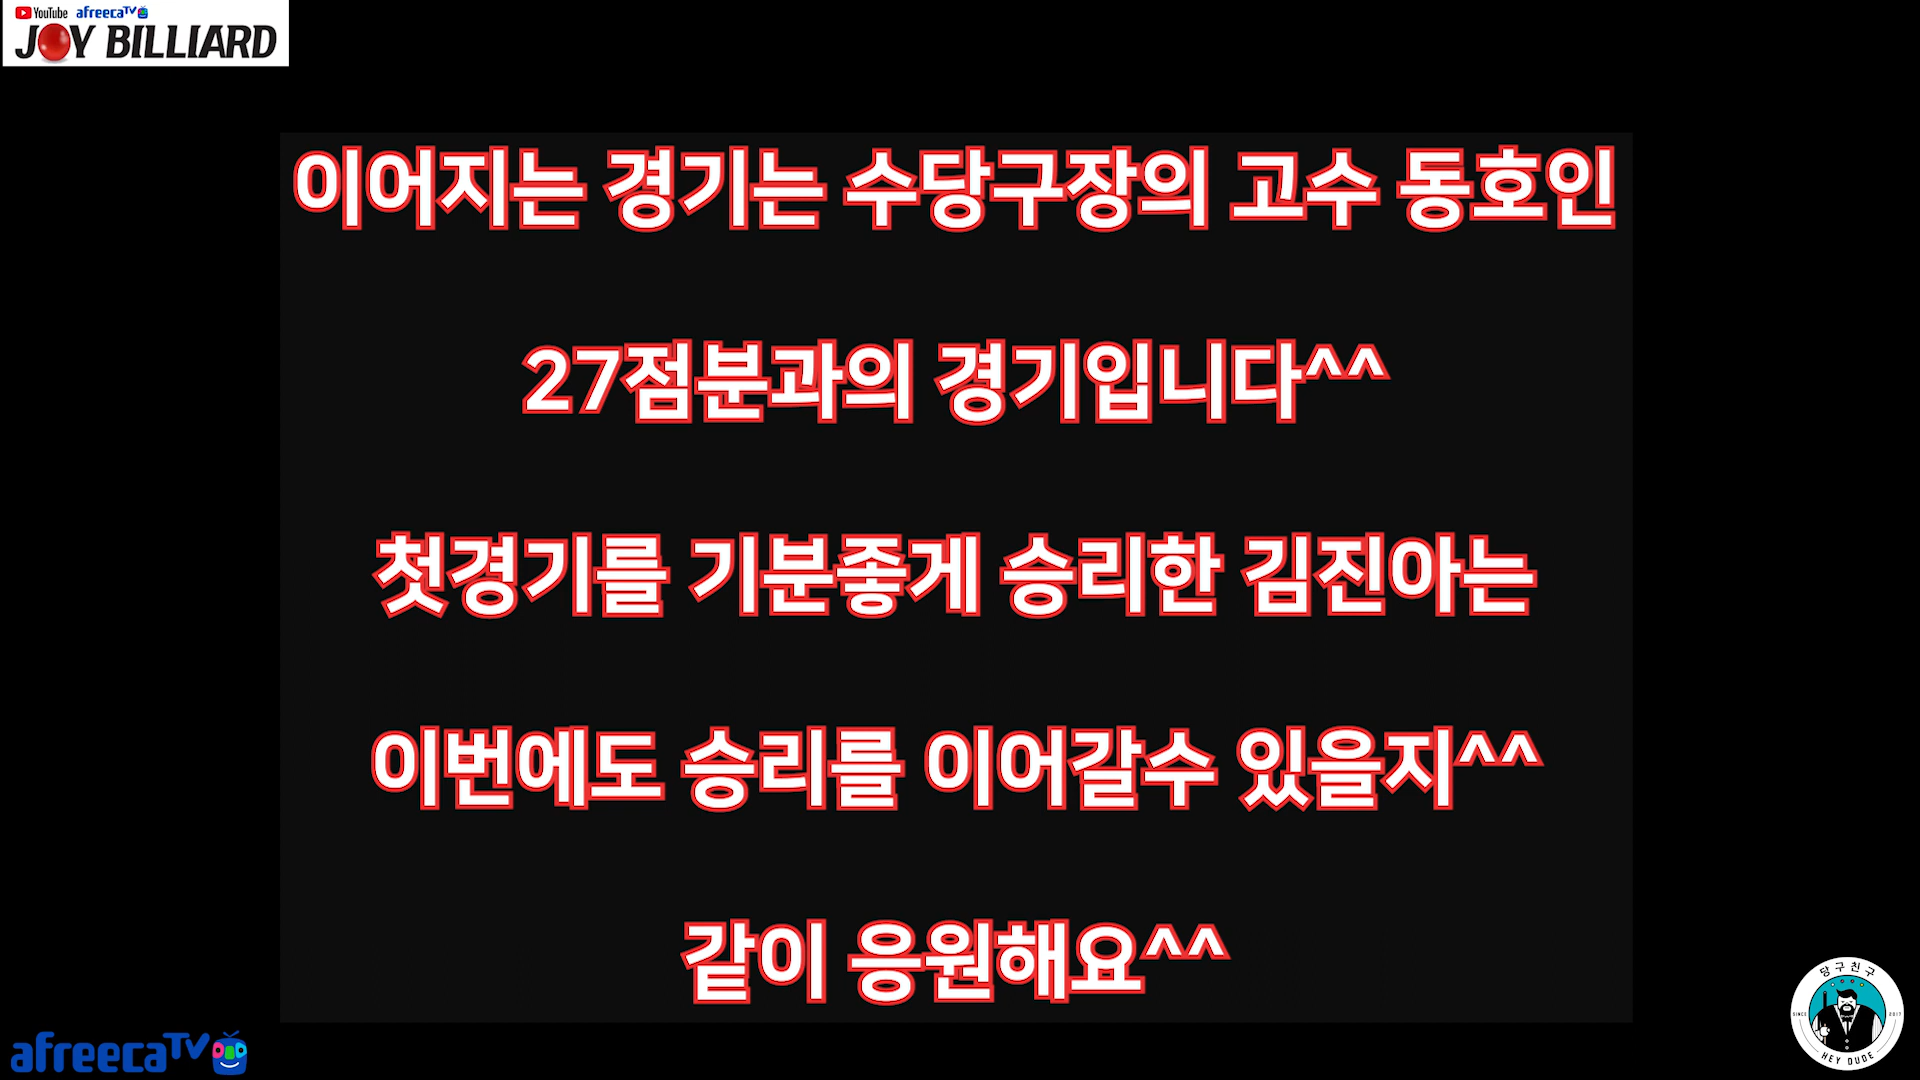 YouTube afreecaTV
JOY BILLIARD
이어지는 경기는 수당구장의 고수 동호인
27점분과의 경기입니다^^
첫경기를 기분좋게 승리한 김진아는
이번에도 승리를 이어갈수 있을지^^
같이 응원해요^^
afreecaTV
당구친구
SINCE 2017
HEY DUDE